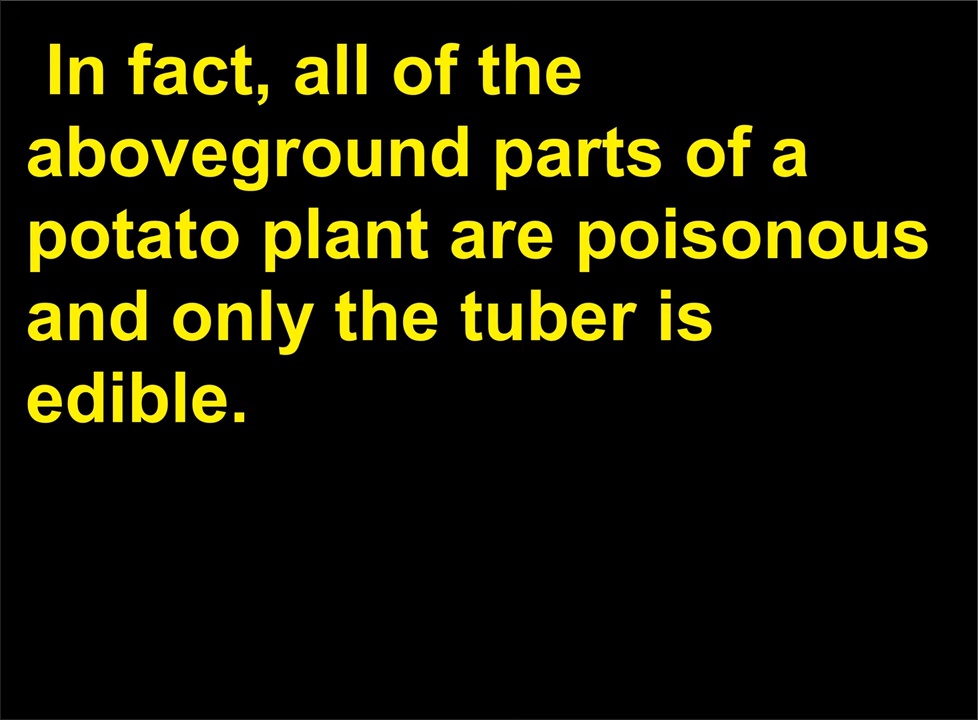 In fact, all of the
aboveground parts of a
potato plant are poisonous
and only the tuber is
edible.